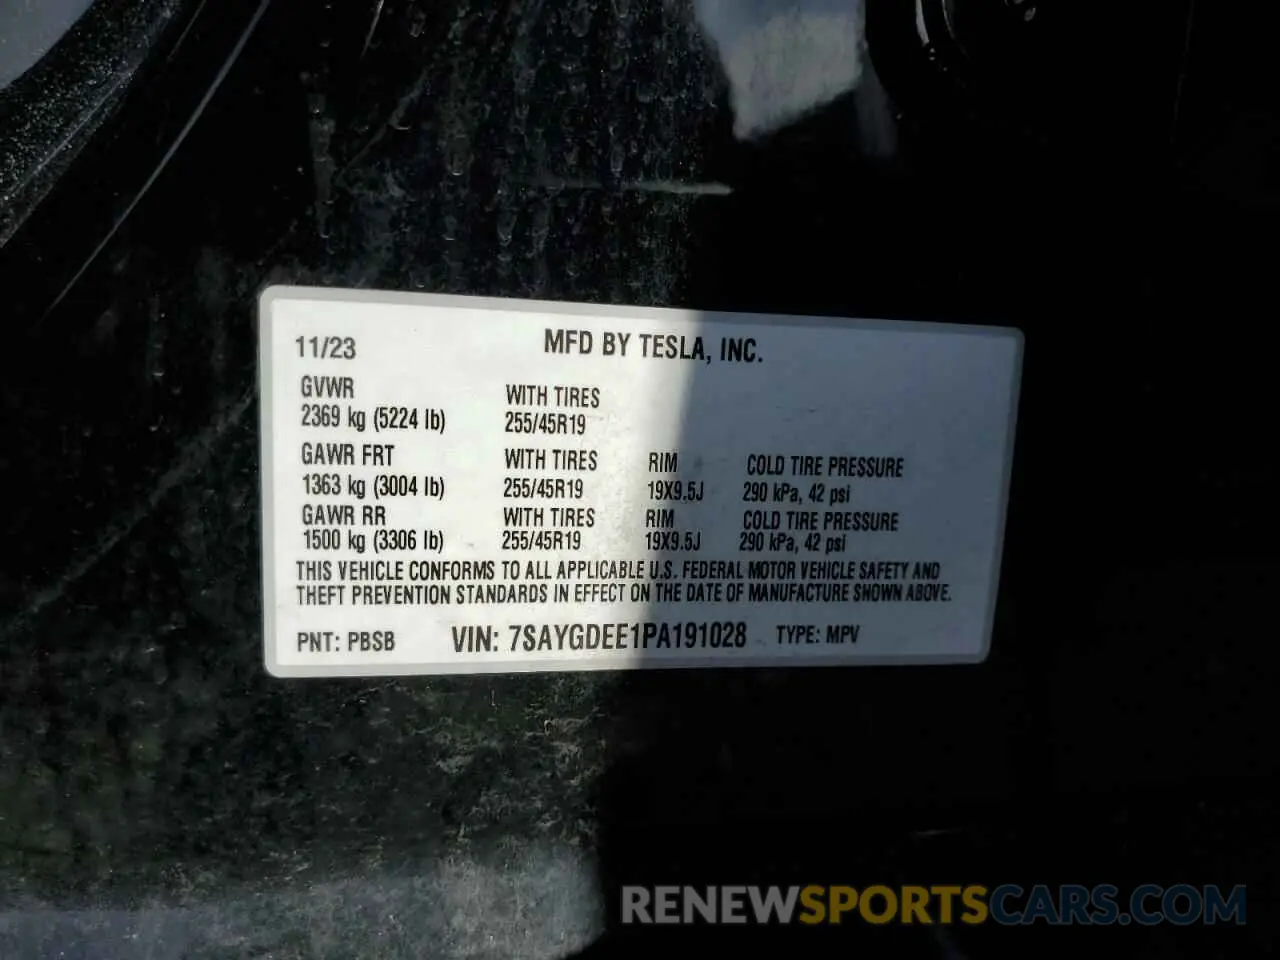 11/23 MFD BY TESLA, INC.
GVWR WITH TIRES
2369 kg (5224 lb) 255/45R19
GAWR FRT WITH TIRES RIM COLD TIRE PRESSURE
1363 kg (3004 lb) 255/45R19 19X9.5J 290 kPa, 42 psi
GAWR RR WITH TIRES RIM COLD TIRE PRESSURE
1500 kg (3306 lb) 255/45R19 19X9.5J 290 kPa, 42 psi
THIS VEHICLE CONFORMS TO ALL APPLICABLE U.S. FEDERAL MOTOR VEHICLE SAFETY AND
THEFT PREVENTION STANDARDS IN EFFECT ON THE DATE OF MANUFACTURE SHOWN ABOVE.
PNT: PBSB VIN: 7SAYGDEE1PA191028 TYPE: MPV
RENEWSPORTSCARS.COM